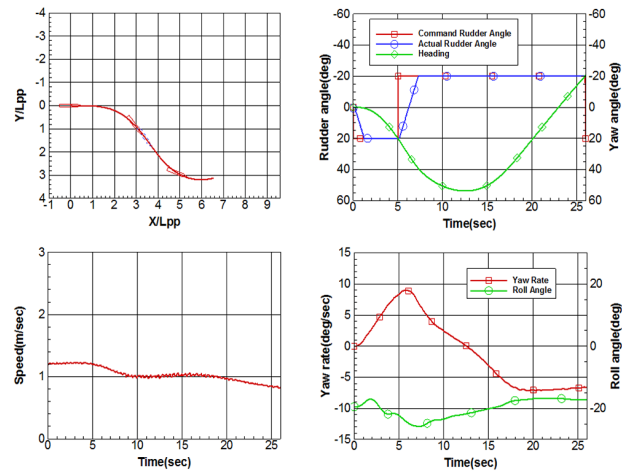 -4
-3
-2
-1
0
1
2
3
4
Y/Lpp
-1 0 1 2 3 4 5 6 7 8 9
X/Lpp
-60
-40
-20
0
20
40
60
Rudder angle(deg)
Command Rudder Angle
Actual Rudder Angle
Heading
-60
-40
-20
0
20
40
60
Yaw angle(deg)
0 5 10 15 20 25
Time(sec)
3
2
1
0
Speed(m/sec)
0 5 10 15 20 25
Time(sec)
15
10
5
0
-5
-10
-15
Yaw rate(deg/sec)
Yaw Rate
Roll Angle
20
0
-20
Roll angle(deg)
0 5 10 15 20 25
Time(sec)